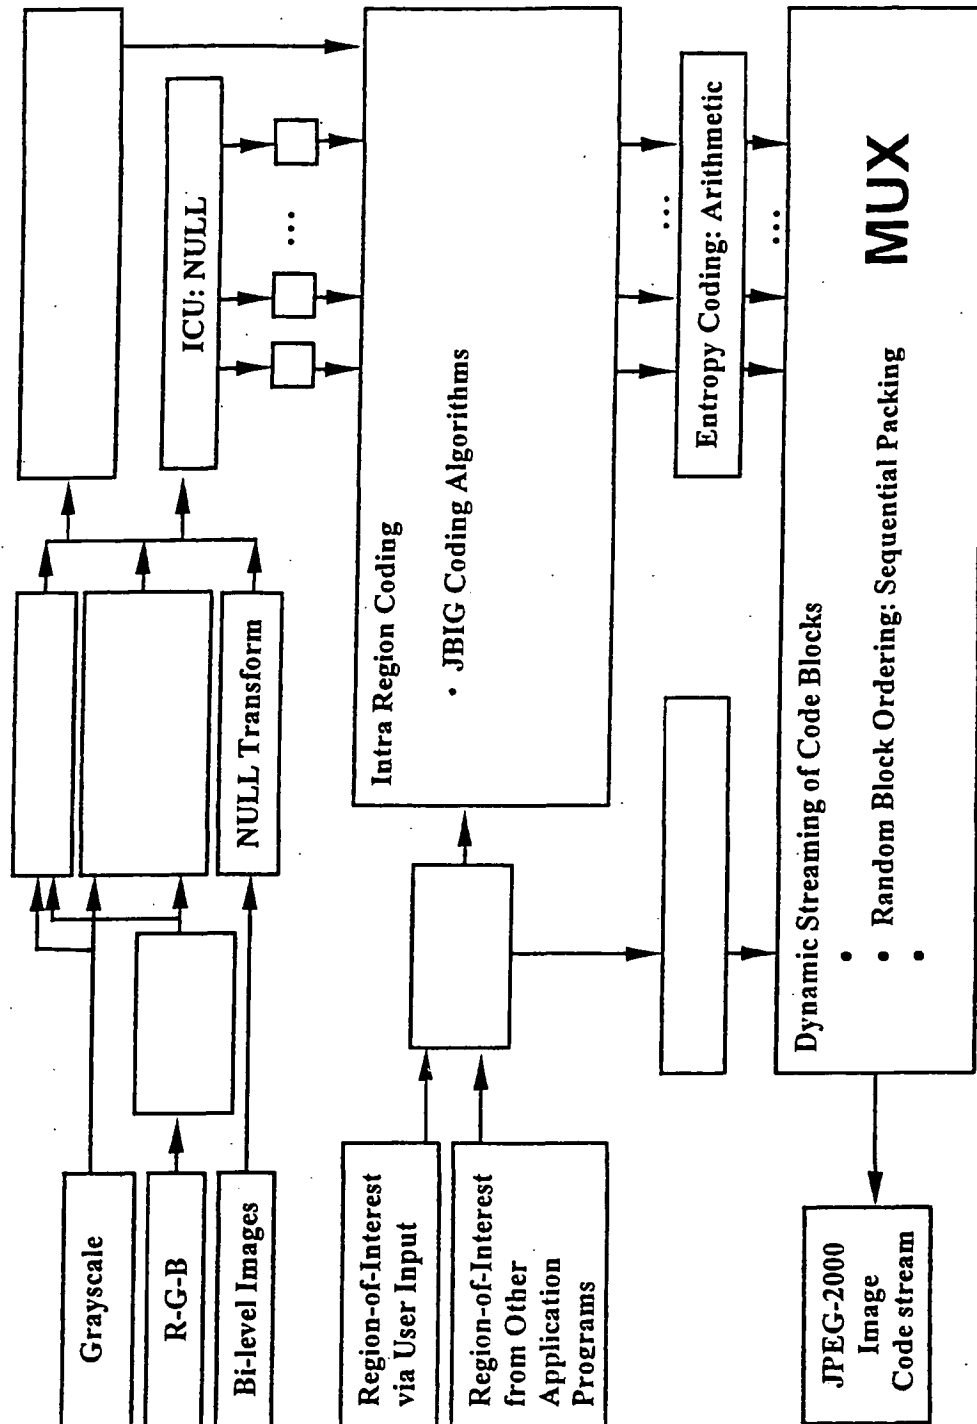 Grayscale
R-G-B
Bi-level Images
NULL Transform
ICU: NULL
...
Region-of-Interest
via User Input
Region-of-Interest
from Other
Application
Programs
Intra Region Coding
• JBIG Coding Algorithms
...
Entropy Coding: Arithmetic
...
Dynamic Streaming of Code Blocks
•
• Random Block Ordering: Sequential Packing
•
MUX
JPEG-2000
Image
Code stream